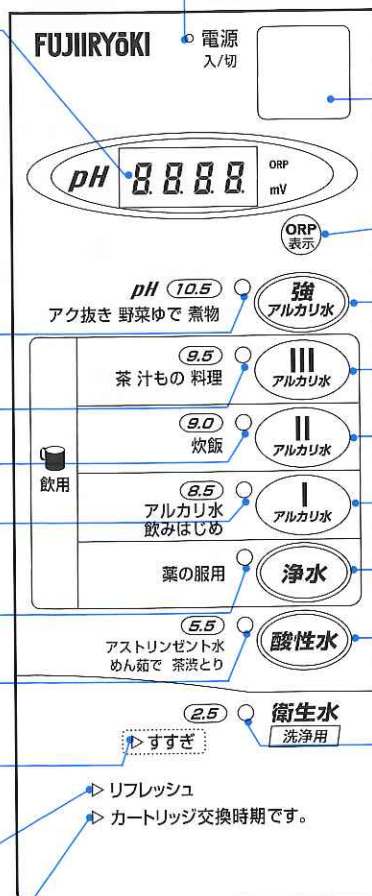 FUJIIRYōKI
電源
入/切
pH 8.8.8.8. ORP
mV
ORP
表示
pH 10.5
アク抜き 野菜ゆで 煮物
強
アルカリ水
9.5
茶 汁もの 料理
III
アルカリ水
9.0
炊飯
II
アルカリ水
飲用
8.5
アルカリ水
飲みはじめ
I
アルカリ水
薬の服用
浄水
5.5
アストリンゼント水
めん茹で 茶渋とり
酸性水
2.5
衛生水
洗浄用
▷すすぎ
▷ リフレッシュ
▷ カートリッジ交換時期です。